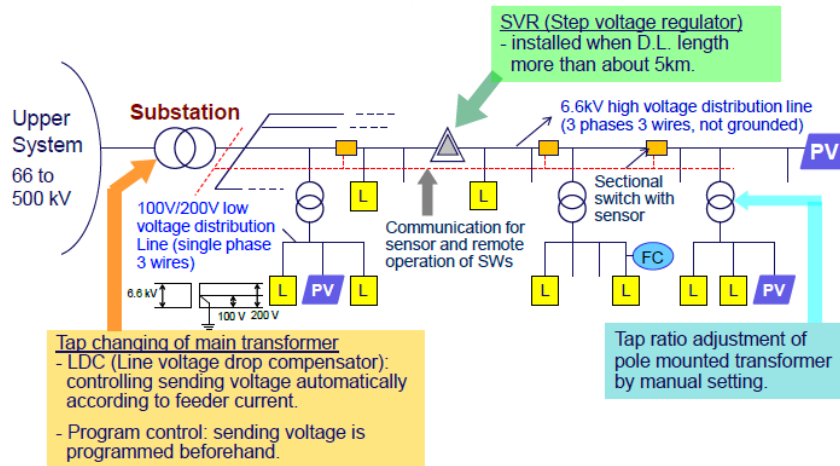 SVR (Step voltage regulator)
- installed when D.L. length
more than about 5km.
Substation
Upper
System
66 to
500 kV
6.6kV high voltage distribution line
(3 phases 3 wires, not grounded)
PV
L
L
Sectional
switch with
sensor
100V/200V low
voltage distribution
Line (single phase
3 wires)
Communication for
sensor and remote
operation of SWs
FC
6.6 kV
100 V
200 V
L
PV
L
L
L
L
L
PV
Tap changing of main transformer
- LDC (Line voltage drop compensator):
controlling sending voltage automatically
according to feeder current.
- Program control: sending voltage is
programmed beforehand.
Tap ratio adjustment of
pole mounted transformer
by manual setting.